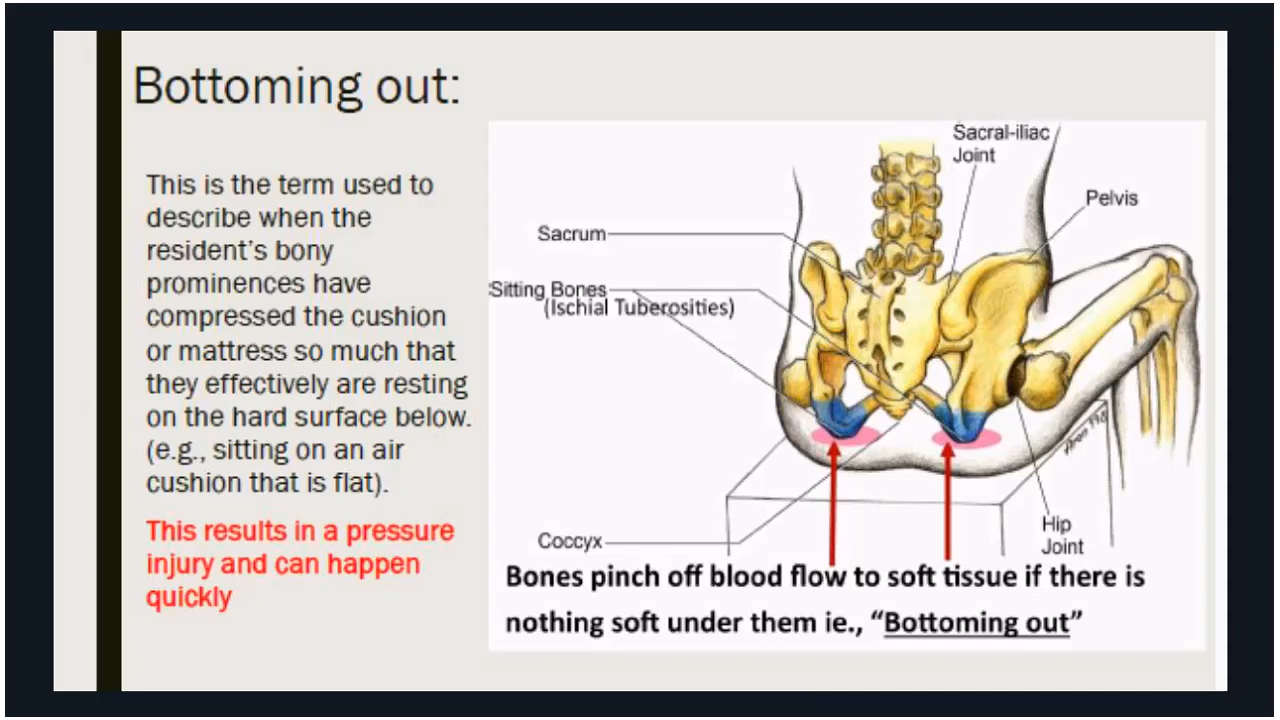 Bottoming out:
This is the term used to
describe when the
resident's bony
prominences have
compressed the cushion
or mattress so much that
they effectively are resting
on the hard surface below.
(e.g., sitting on an air
cushion that is flat).
This results in a pressure
injury and can happen
quickly
Sacral-iliac
Joint
Pelvis
Sacrum
Sitting Bones
(Ischial Tuberosities)
Coccyx
Hip
Joint
Bones pinch off blood flow to soft tissue if there is
nothing soft under them ie., “Bottoming out”